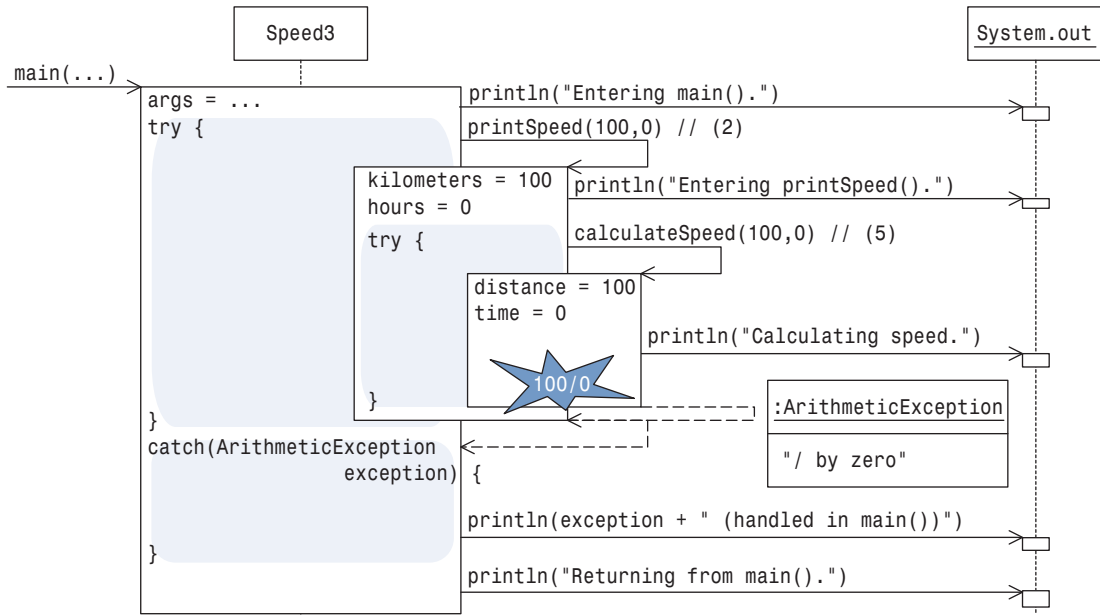 Speed3
System.out
main(...)
args = ...
println("Entering main().")
try {
printSpeed(100,0) // (2)
kilometers = 100
println("Entering printSpeed().")
hours = 0
try {
calculateSpeed(100,0) // (5)
distance = 100
time = 0
println("Calculating speed.")
100/0
}
:ArithmeticException
}
catch(ArithmeticException
exception) {
"/ by zero"
println(exception + " (handled in main())")
}
println("Returning from main().")